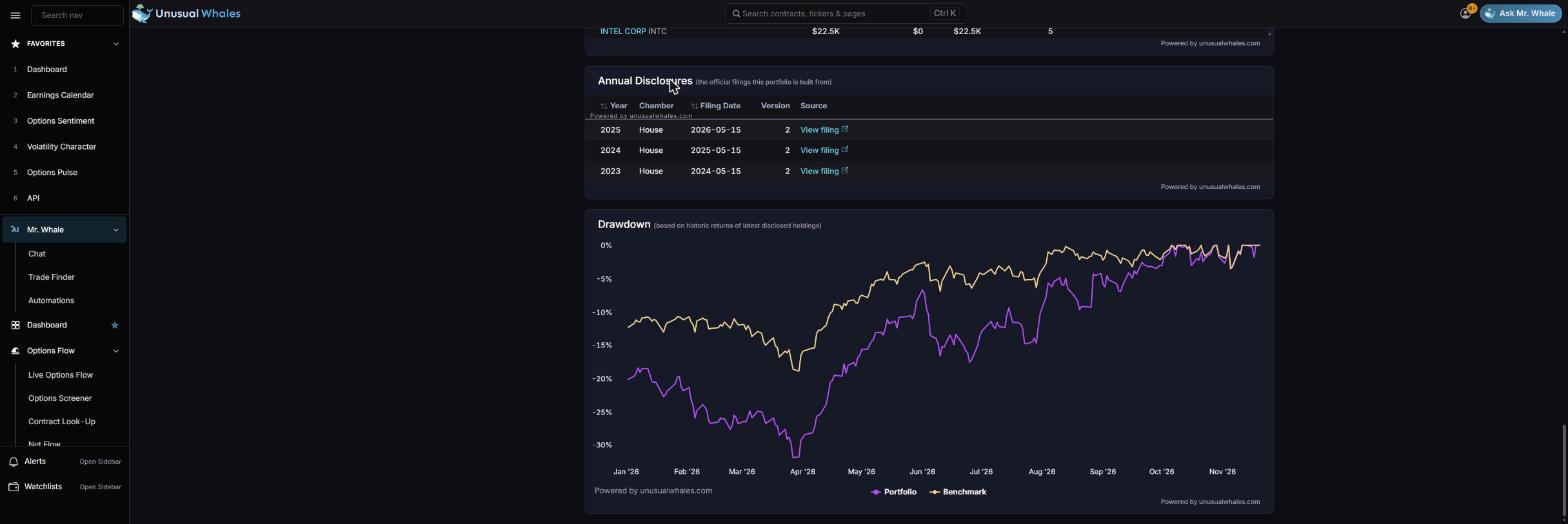 Search nav
Unusual Whales
Search contracts, tickers & pages Ctrl K
9+
Ask Mr. Whale
FAVORITES
1 Dashboard
2 Earnings Calendar
3 Options Sentiment
4 Volatility Character
5 Options Pulse
6 API
AI Mr. Whale
Chat
Trade Finder
Automations
Dashboard
Options Flow
Live Options Flow
Options Screener
Contract Look-Up
Net Flow
Alerts Open Sidebar
Watchlists Open Sidebar
INTEL CORP INTC $22.5K $0 $22.5K 5
Powered by unusualwhales.com
Annual Disclosures (the official filings this portfolio is built from)
Year Chamber Filing Date Version Source
Powered by unusualwhales.com
2025 House 2026-05-15 2 View filing
2024 House 2025-05-15 2 View filing
2023 House 2024-05-15 2 View filing
Powered by unusualwhales.com
Drawdown (based on historic returns of latest disclosed holdings)
0%
-5%
-10%
-15%
-20%
-25%
-30%
Jan '26 Feb '26 Mar '26 Apr '26 May '26 Jun '26 Jul '26 Aug '26 Sep '26 Oct '26 Nov '26
Powered by unusualwhales.com
Portfolio Benchmark
Powered by unusualwhales.com